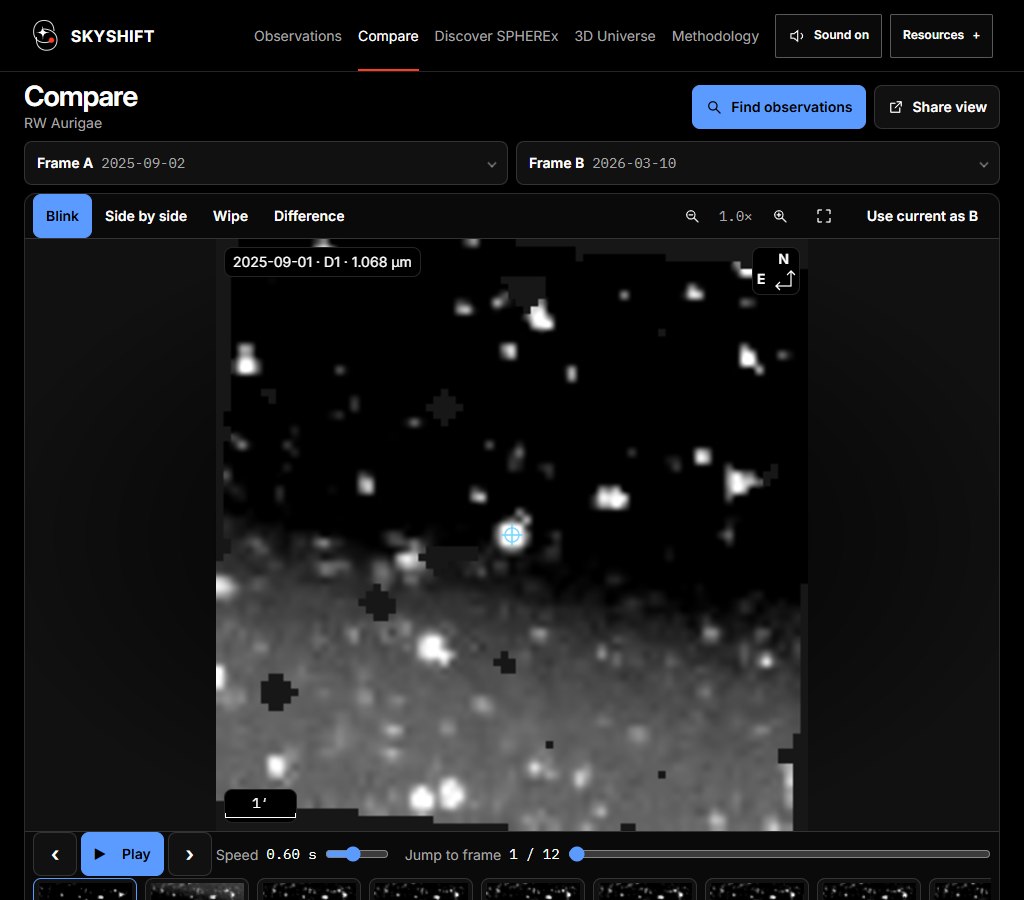 SKYSHIFT
Observations Compare Discover SPHEREx 3D Universe Methodology Sound on Resources +
Compare
RW Aurigae
Find observations Share view
Frame A 2025-09-02 Frame B 2026-03-10
Blink Side by side Wipe Difference 1.0× Use current as B
2025-09-01 · D1 · 1.068 µm
N
E
1′
‹ Play › Speed 0.60 s Jump to frame 1 / 12